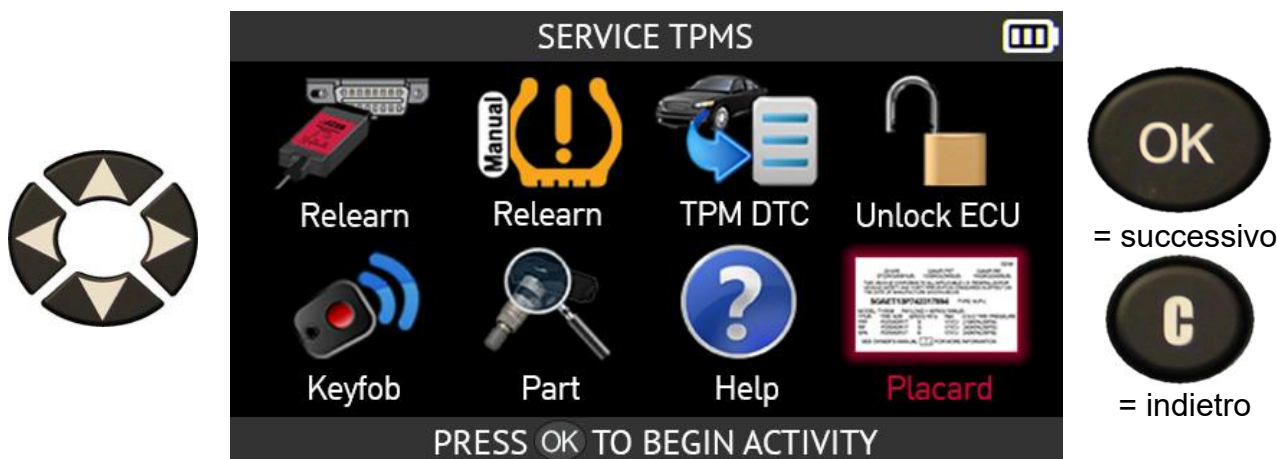 SERVICE TPMS
Manual
Relearn Relearn TPM DTC Unlock ECU
OK
= successivo
Keyfob Part Help Placard
C
= indietro
PRESS OK TO BEGIN ACTIVITY